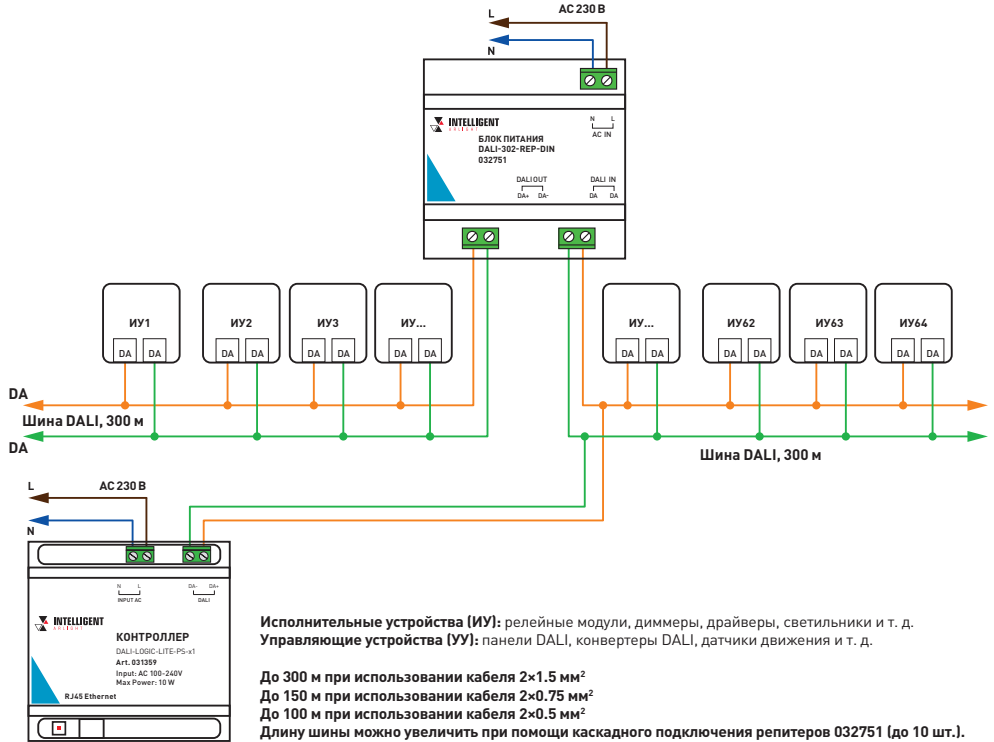 AC 230 В
L
N
INTELLIGENT
ARLIGHT
N L
AC IN
БЛОК ПИТАНИЯ
DALI-302-REP-DIN
032751
DALI OUT
DA+ DA-
DALI IN
DA DA
ИУ1
DA DA
ИУ2
DA DA
ИУ3
DA DA
ИУ...
DA DA
ИУ...
DA DA
ИУ62
DA DA
ИУ63
DA DA
ИУ64
DA DA
DA
Шина DALI, 300 м
DA
Шина DALI, 300 м
L
AC 230 В
N
N L
INPUT AC
DA- DA+
DALI
INTELLIGENT
ARLIGHT
КОНТРОЛЛЕР
DALI-LOGIC-LITE-PS-x1
Art. 031359
Input: AC 100-240V
Max Power: 10 W
RJ45 Ethernet
Исполнительные устройства (ИУ): релейные модули, диммеры, драйверы, светильники и т. д.
Управляющие устройства (УУ): панели DALI, конвертеры DALI, датчики движения и т. д.
До 300 м при использовании кабеля 2×1.5 мм²
До 150 м при использовании кабеля 2×0.75 мм²
До 100 м при использовании кабеля 2×0.5 мм²
Длину шины можно увеличить при помощи каскадного подключения репитеров 032751 (до 10 шт.).